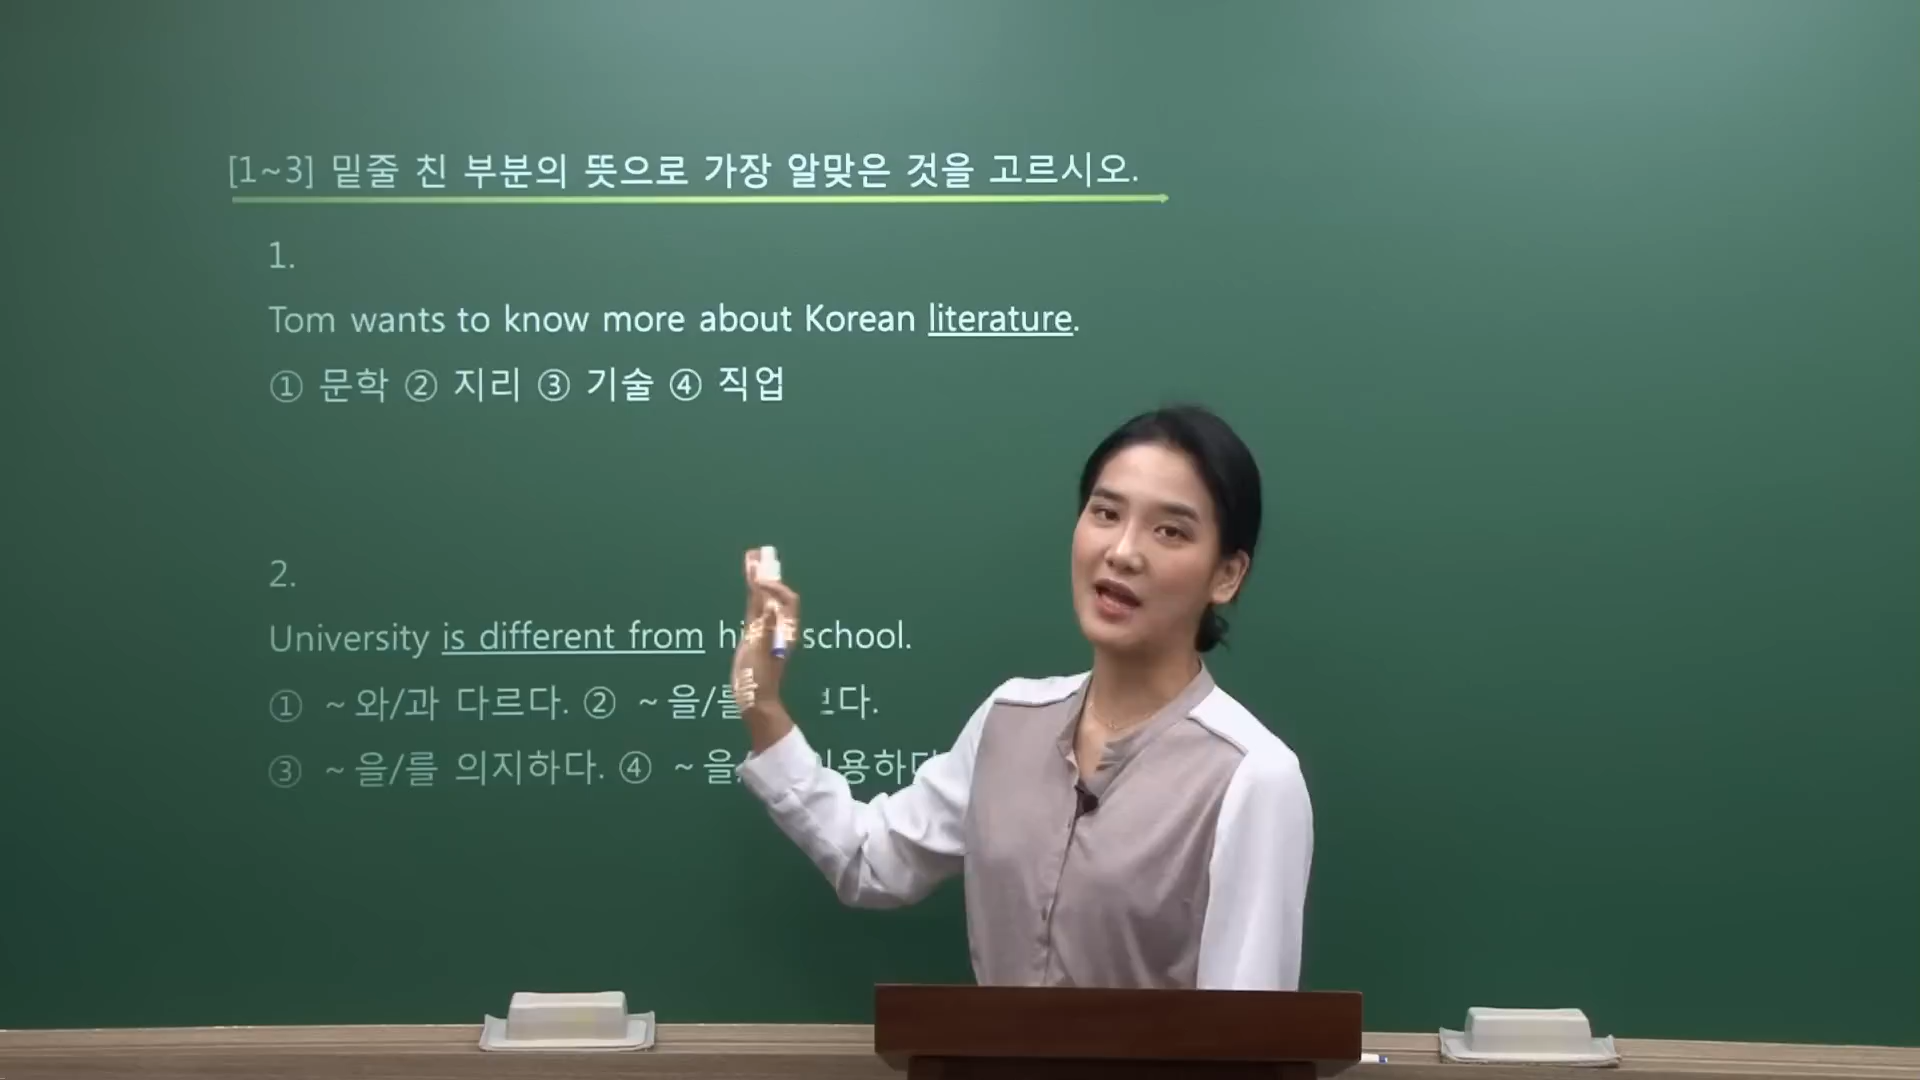 [1~3] 밑줄 친 부분의 뜻으로 가장 알맞은 것을 고르시오.
1.
Tom wants to know more about Korean literature.
① 문학 ② 지리 ③ 기술 ④ 직업
2.
University is different from school.
① ~와/과 다르다. ② ~을/를
③ ~을/를 의지하다. ④ ~